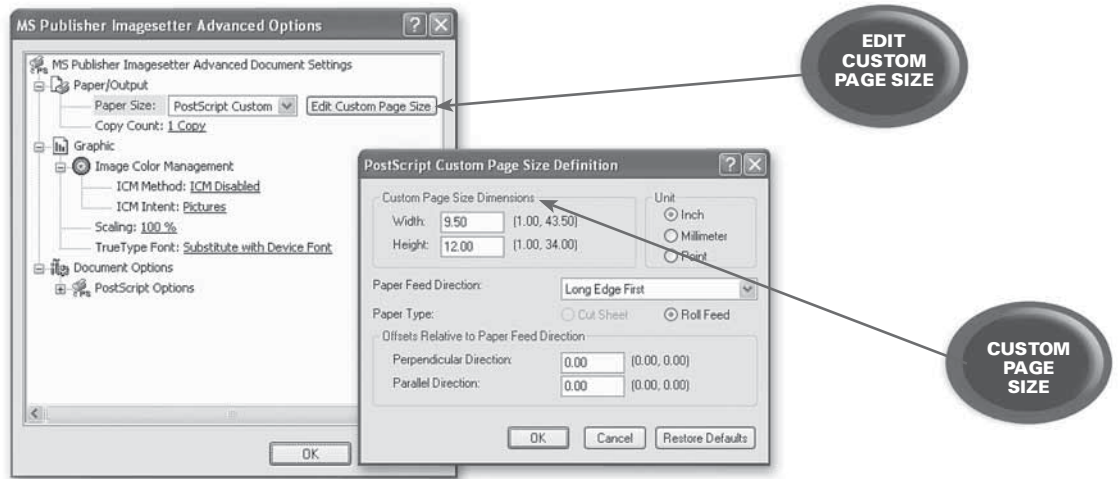 MS Publisher Imagesetter Advanced Options
MS Publisher Imagesetter Advanced Document Settings
Paper/Output
Paper Size: PostScript Custom Edit Custom Page Size
Copy Count: 1 Copy
Graphic
Image Color Management
ICM Method: ICM Disabled
ICM Intent: Pictures
Scaling: 100 %
TrueType Font: Substitute with Device Font
Document Options
PostScript Options
OK
PostScript Custom Page Size Definition
Custom Page Size Dimensions
Width: 9.50 (1.00, 43.50)
Height: 12.00 (1.00, 34.00)
Unit
Inch
Millimeter
Point
Paper Feed Direction: Long Edge First
Paper Type: Cut Sheet Roll Feed
Offsets Relative to Paper Feed Direction
Perpendicular Direction: 0.00 (0.00, 0.00)
Parallel Direction: 0.00 (0.00, 0.00)
OK Cancel Restore Defaults
EDIT
CUSTOM
PAGE SIZE
CUSTOM
PAGE
SIZE